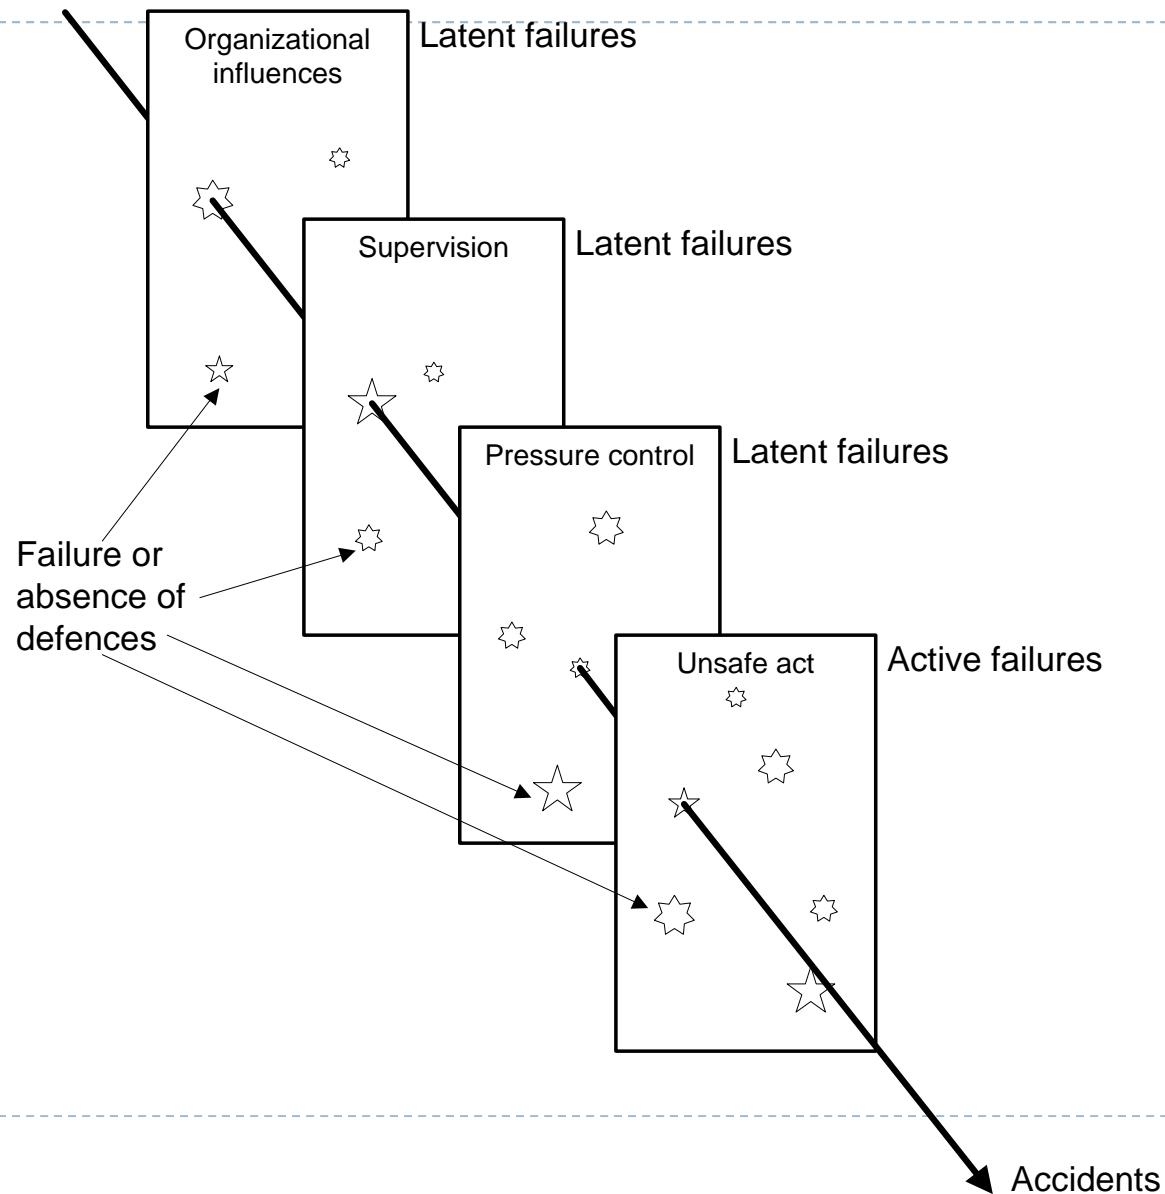 Organizational
influences
Latent failures
Supervision
Latent failures
Pressure control
Latent failures
Failure or
absence of
defences
Unsafe act
Active failures
Accidents